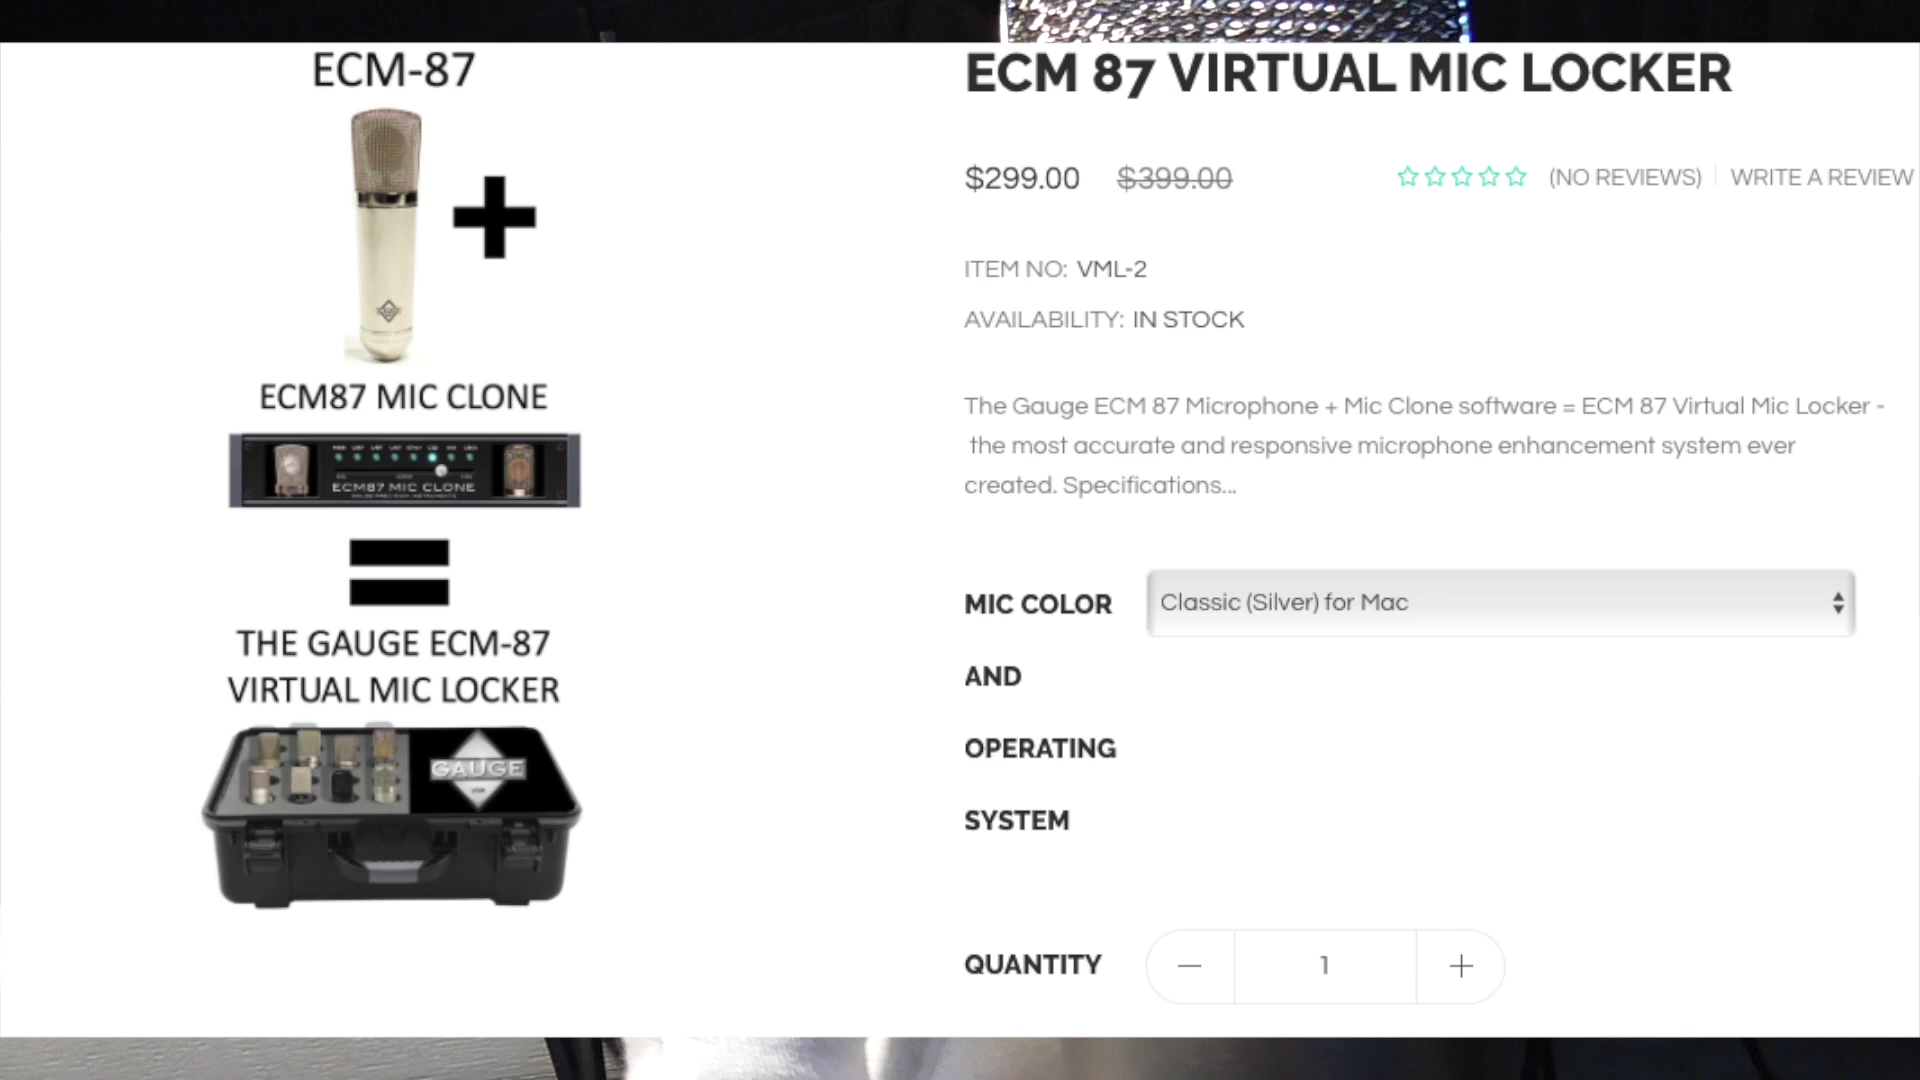 ECM-87
ECM87 MIC CLONE
ECM87 MIC CLONE
THE GAUGE ECM-87
VIRTUAL MIC LOCKER
GAUGE
ECM 87 VIRTUAL MIC LOCKER
$299.00 $399.00 (NO REVIEWS) WRITE A REVIEW
ITEM NO: VML-2
AVAILABILITY: IN STOCK
The Gauge ECM 87 Microphone + Mic Clone software = ECM 87 Virtual Mic Locker -
the most accurate and responsive microphone enhancement system ever
created. Specifications...
MIC COLOR Classic (Silver) for Mac
AND
OPERATING
SYSTEM
QUANTITY 1